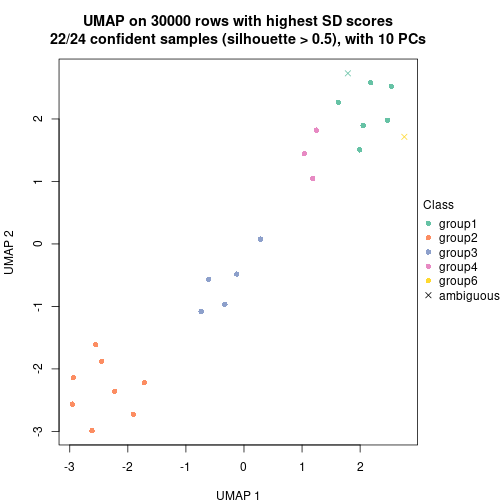 UMAP on 30000 rows with highest SD scores
22/24 confident samples (silhouette > 0.5), with 10 PCs
UMAP 2
2
1
0
-1
-2
-3
-3
-2
-1
0
1
2
UMAP 1
Class
group1
group2
group3
group4
group6
ambiguous